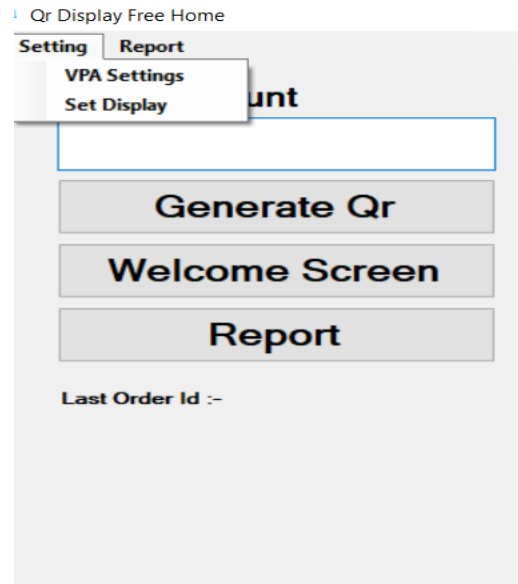 Qr Display Free Home
Setting Report
VPA Settings
Set Display
unt
Generate Qr
Welcome Screen
Report
Last Order Id :-